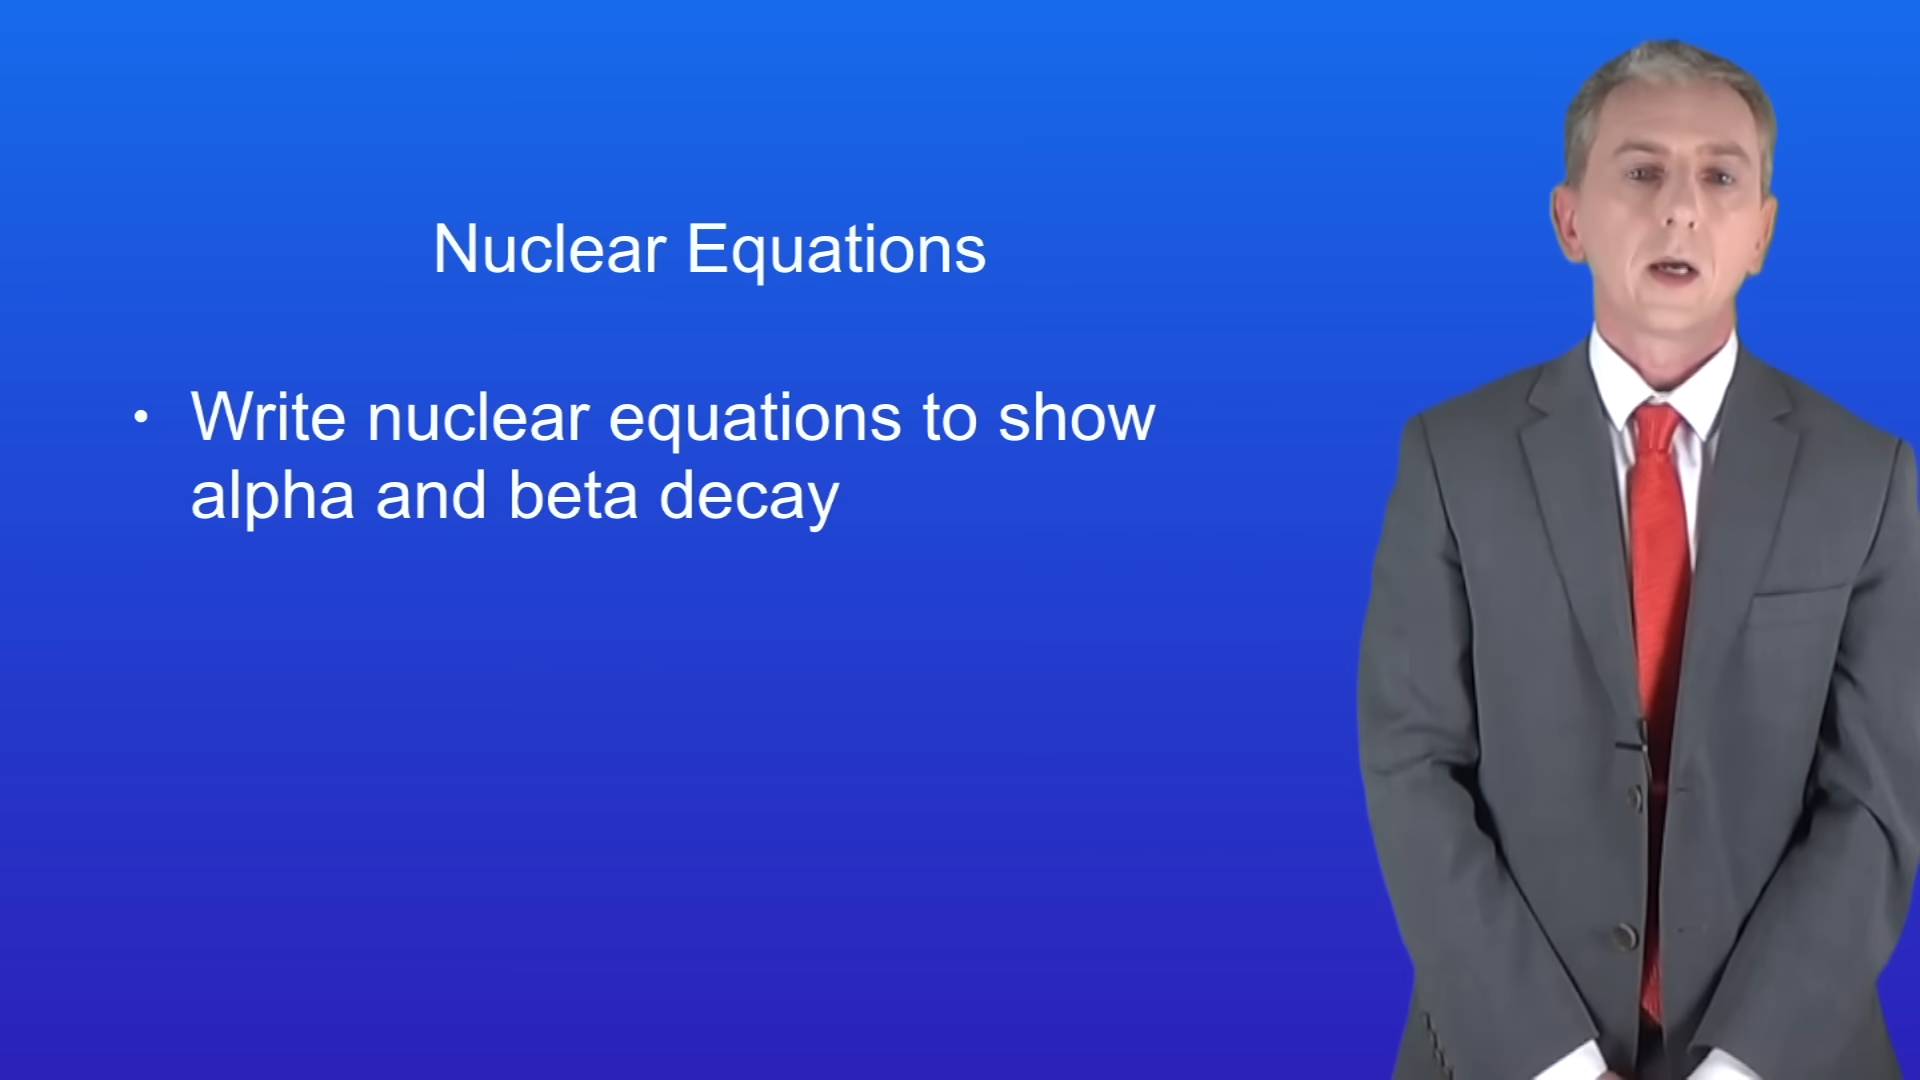 Nuclear Equations
• Write nuclear equations to show
alpha and beta decay